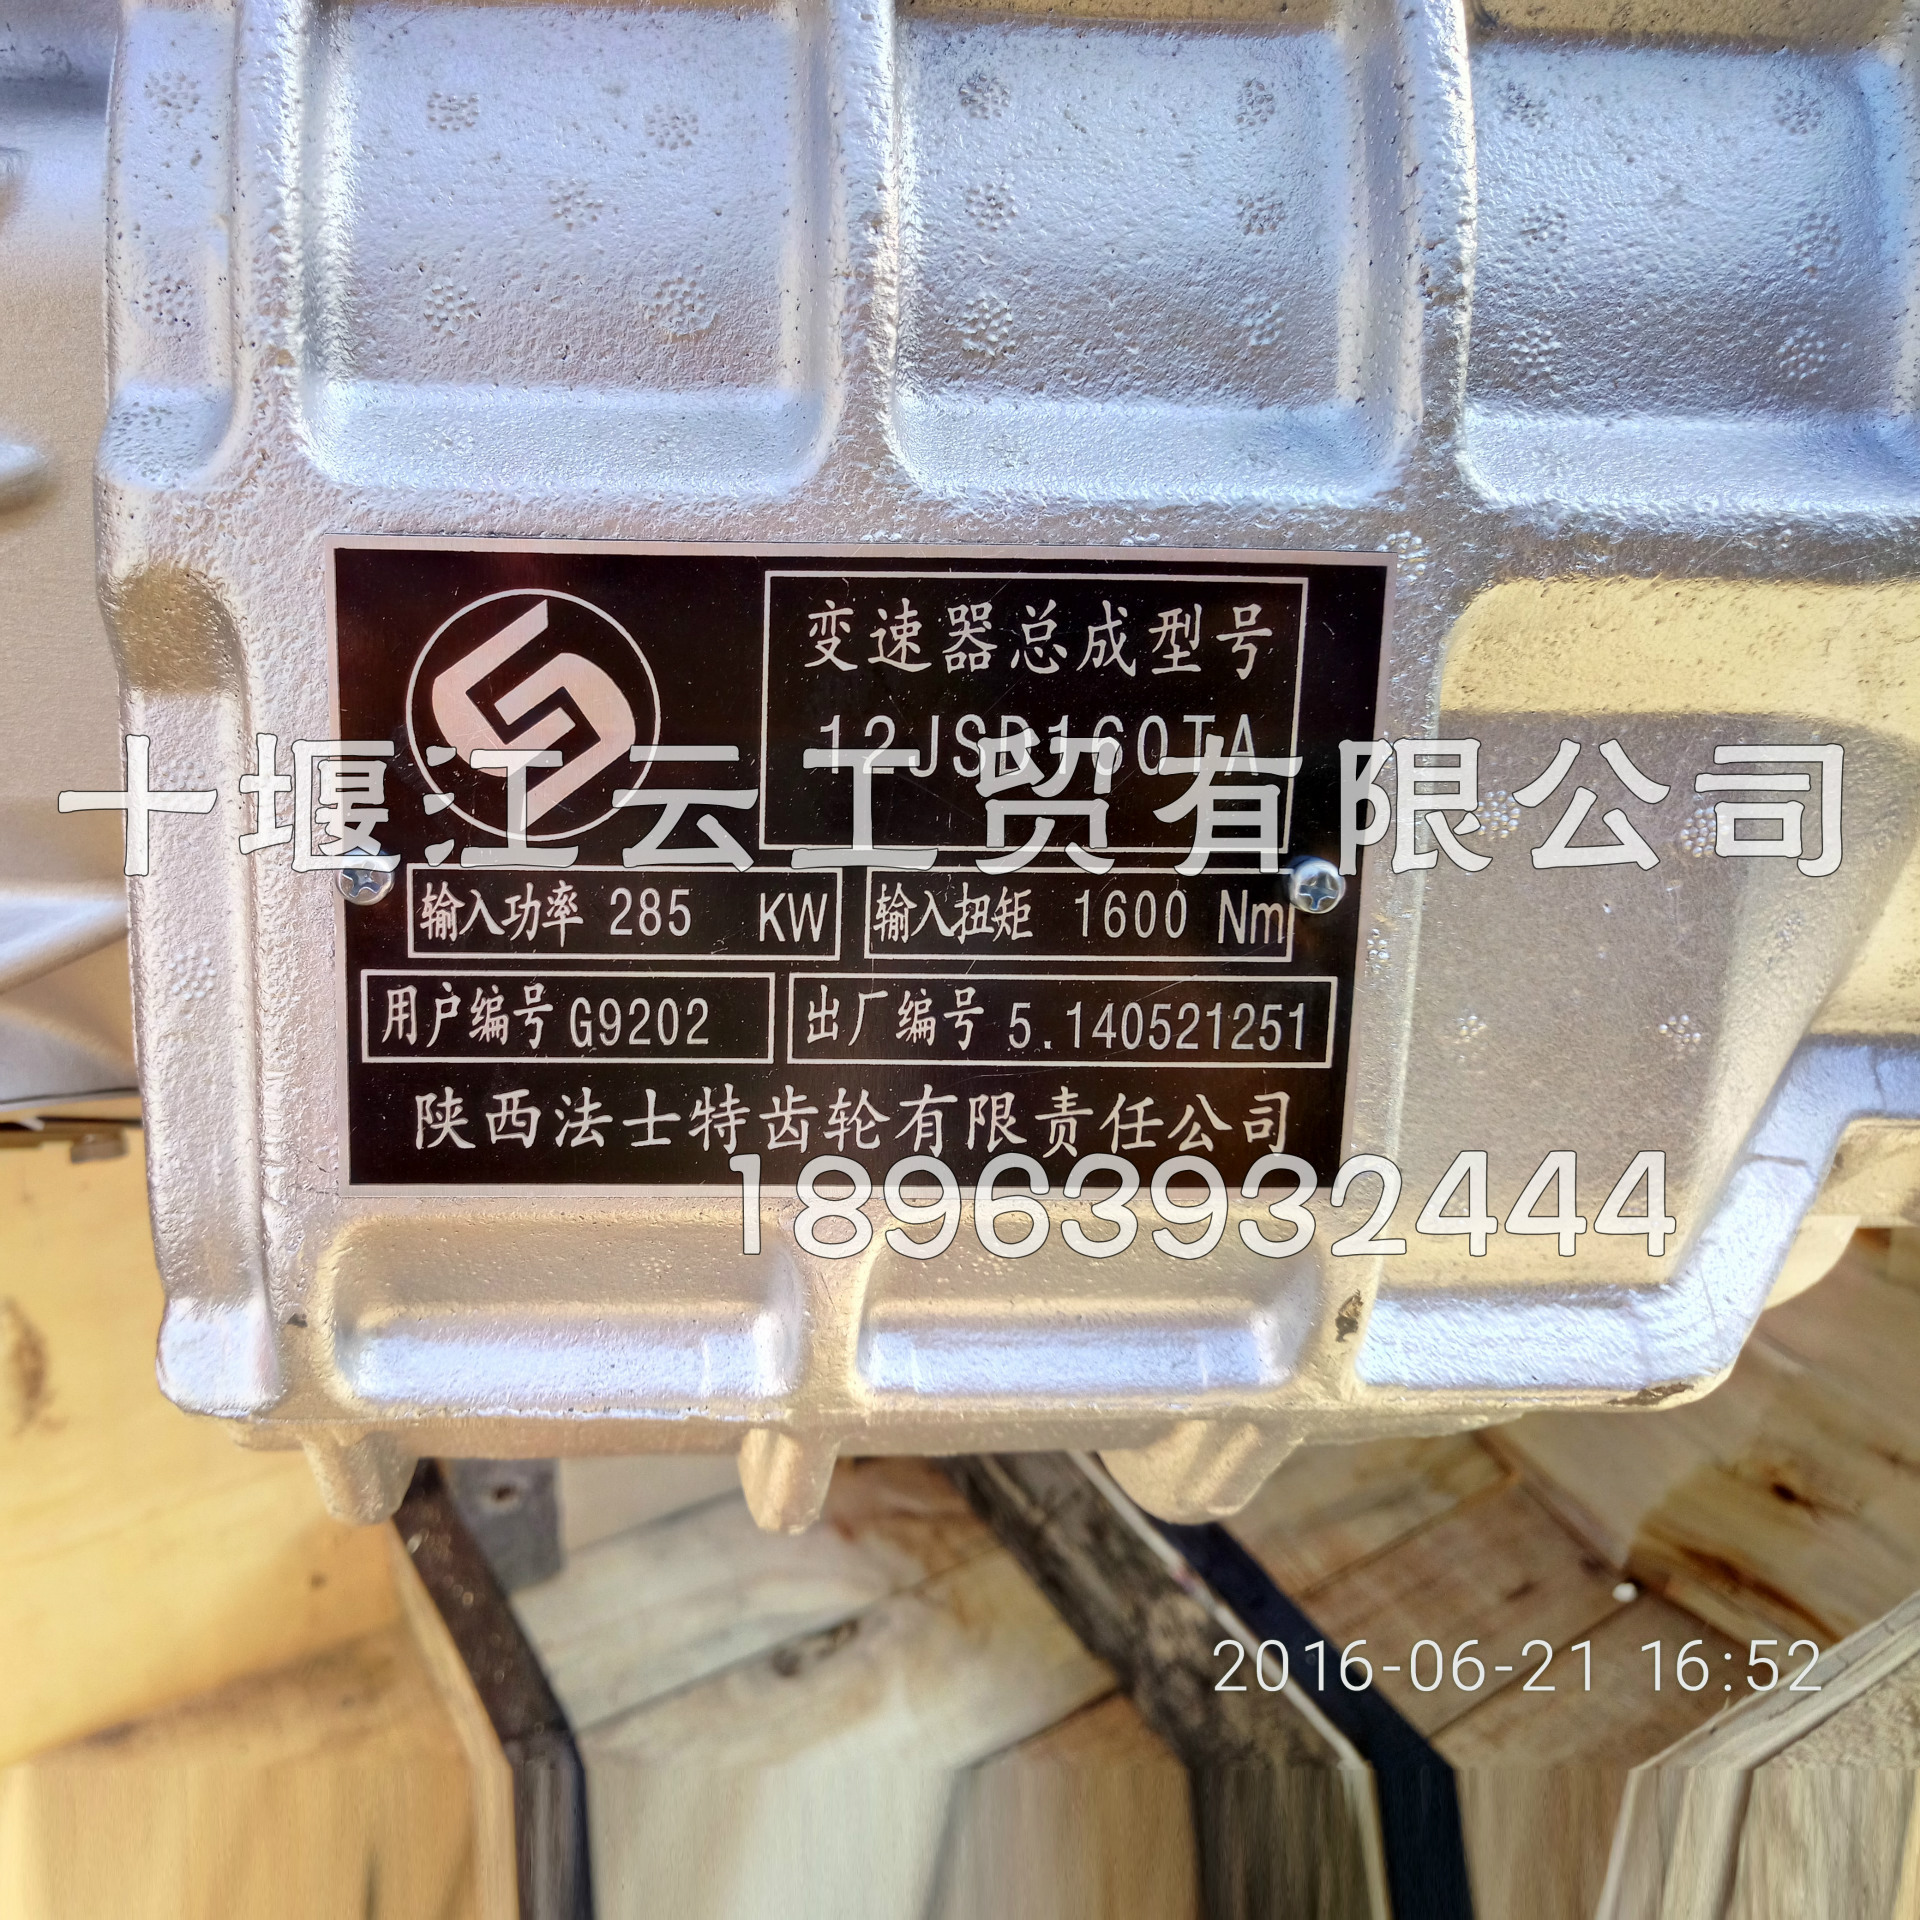 变速器总成型号
12JSD160TA
十堰江云工贸有限公司
输入功率 285 KW 输入扭矩 1600 Nm
用户编号 G9202 出厂编号 5.140521251
陕西法士特齿轮有限责任公司
18963932444
2016-06-21 16:52